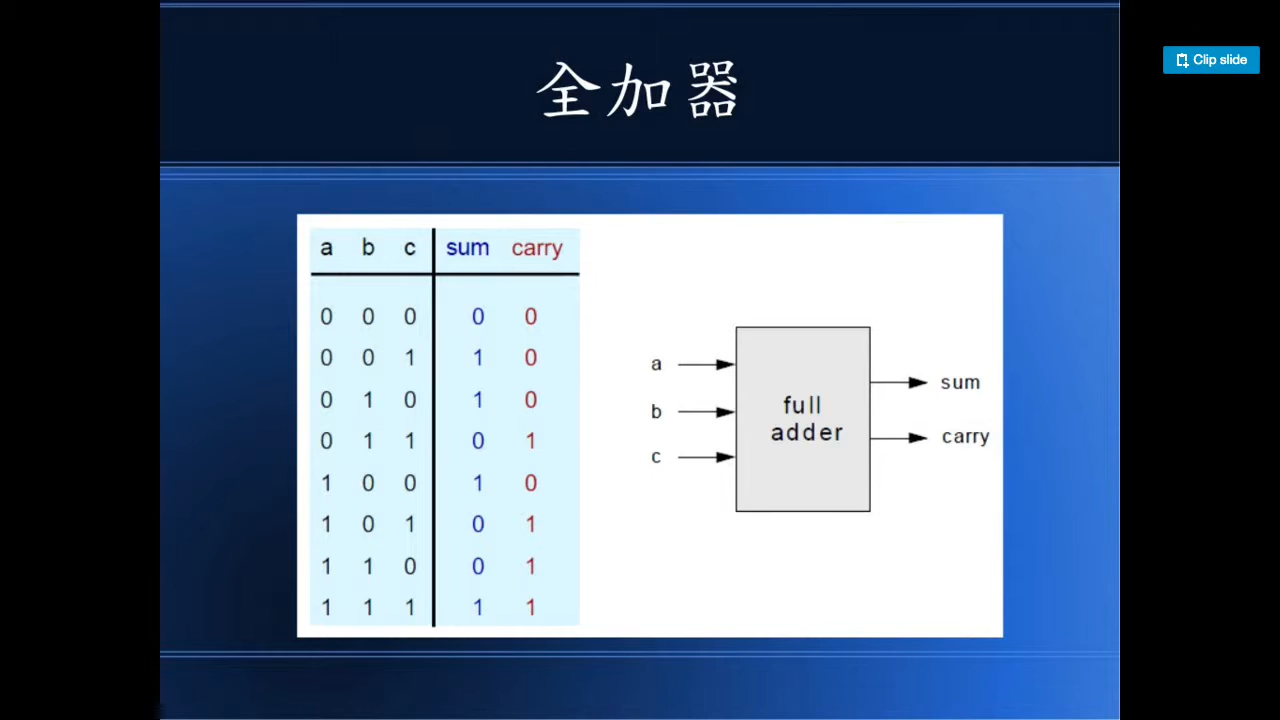 Clip slide
全加器
a b c sum carry
0 0 0 0 0
0 0 1 1 0
0 1 0 1 0
0 1 1 0 1
1 0 0 1 0
1 0 1 0 1
1 1 0 0 1
1 1 1 1 1
a
b
c
full
adder
sum
carry